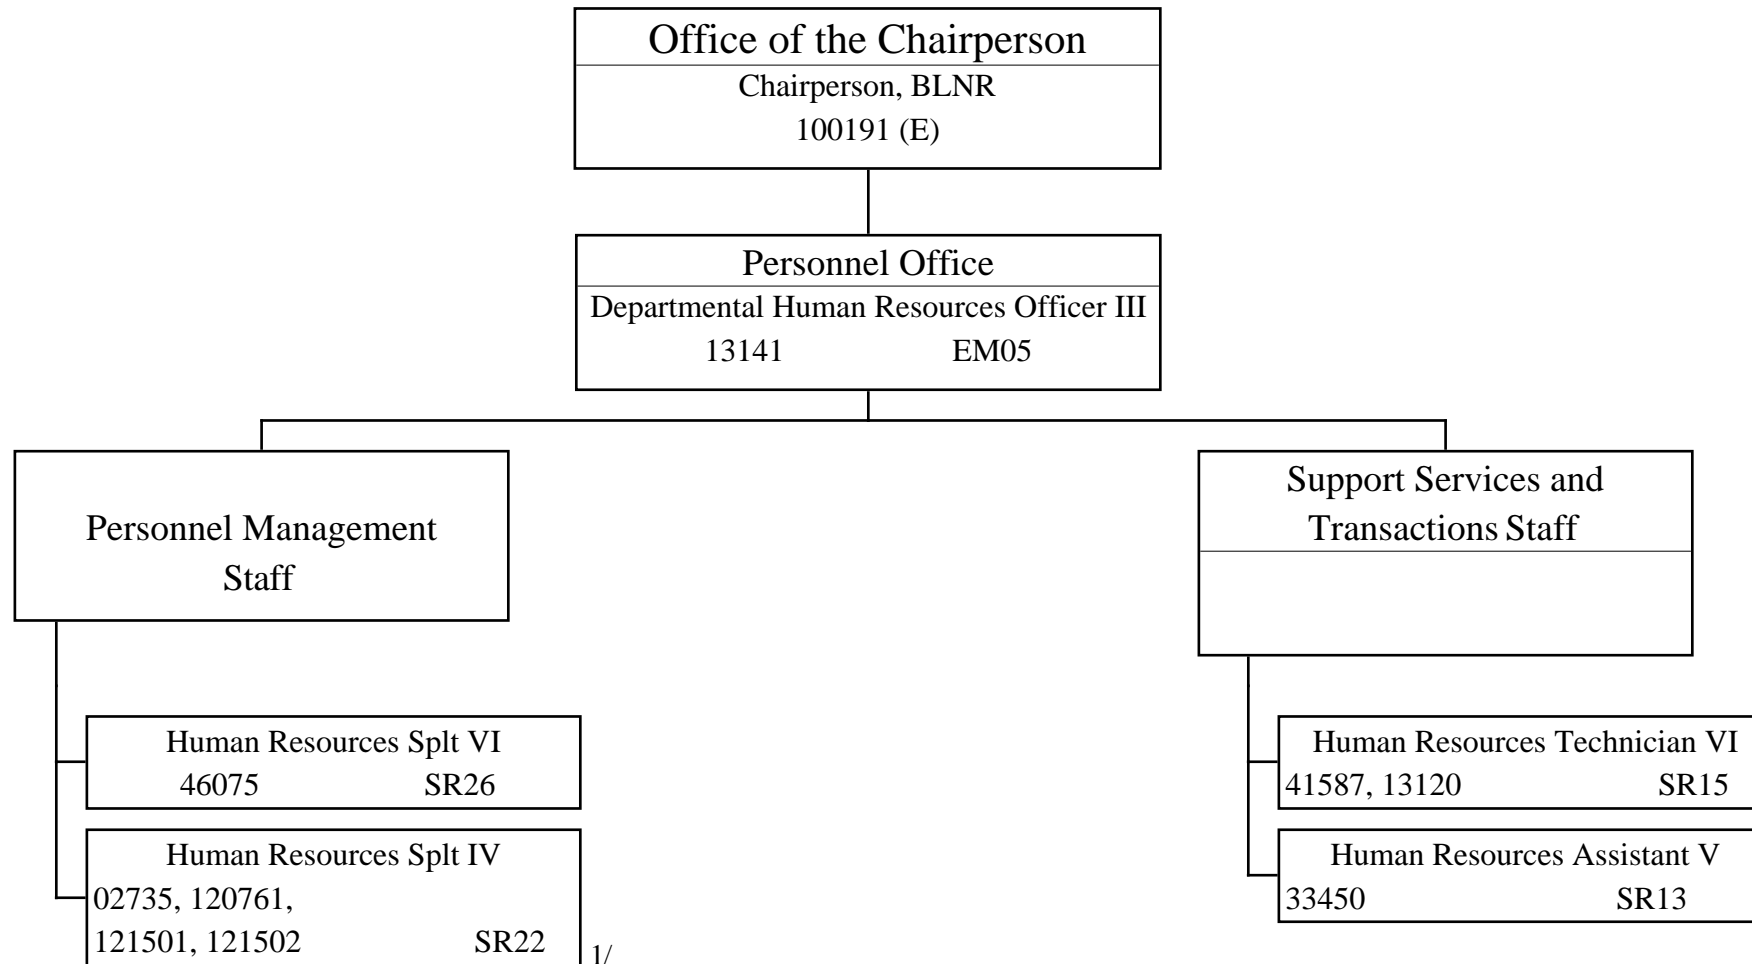 Office of the Chairperson
Chairperson, BLNR
100191 (E)
Personnel Office
Departmental Human Resources Officer III
13141 EM05
Personnel Management
Staff
Human Resources Splt VI
46075 SR26
Human Resources Splt IV
02735, 120761,
121501, 121502 SR22
1/
Support Services and
Transactions Staff
Human Resources Technician VI
41587, 13120 SR15
Human Resources Assistant V
33450 SR13